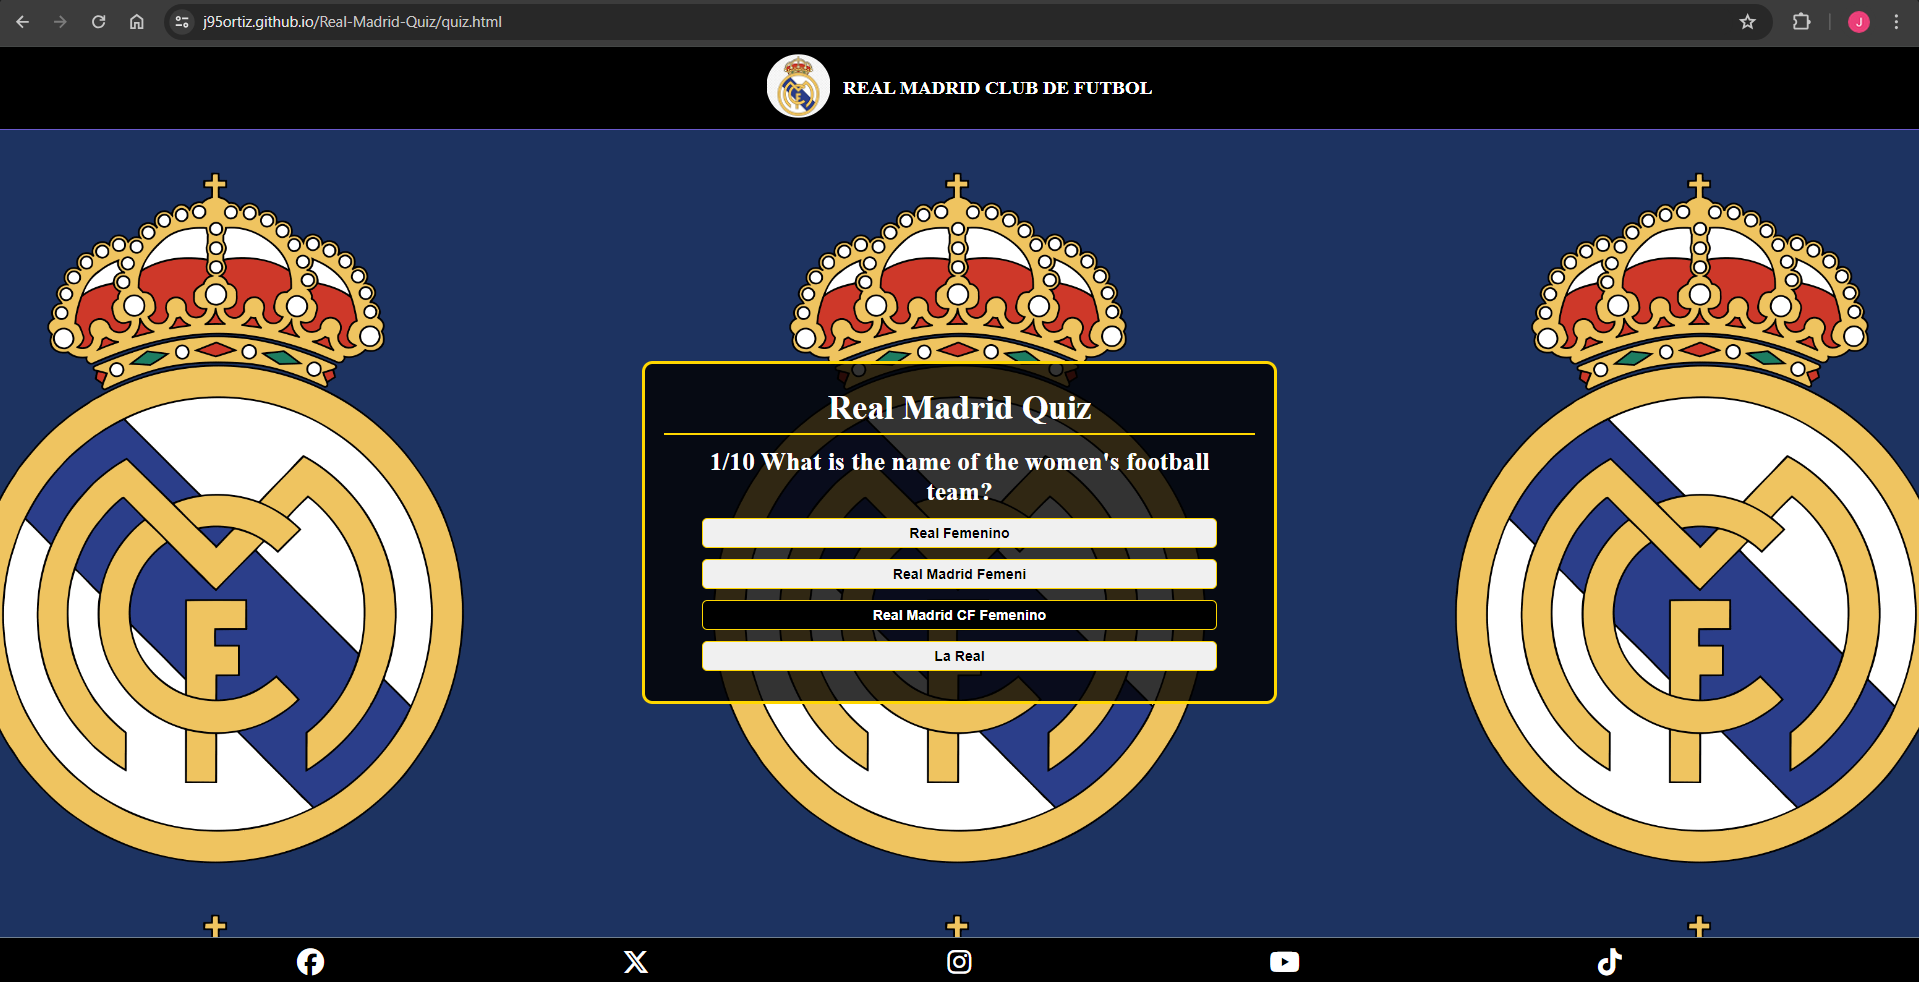 j95ortiz.github.io/Real-Madrid-Quiz/quiz.html
J
REAL MADRID CLUB DE FUTBOL
Real Madrid Quiz
1/10 What is the name of the women's football
team?
Real Femenino
Real Madrid Femeni
Real Madrid CF Femenino
La Real